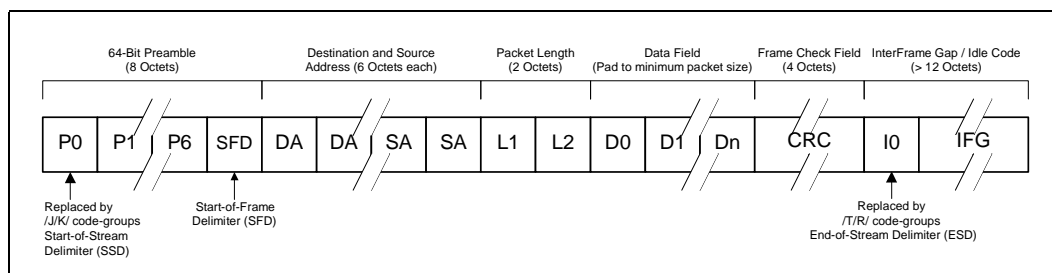 64-Bit Preamble
(8 Octets)
Destination and Source
Address (6 Octets each)
Packet Length
(2 Octets)
Data Field
(Pad to minimum packet size)
Frame Check Field
(4 Octets)
InterFrame Gap / Idle Code
(> 12 Octets)
P0 P1 P6 SFD DA DA SA SA L1 L2 D0 D1 Dn CRC I0 IFG
Replaced by
/J/K/ code-groups
Start-of-Stream
Delimiter (SSD)
Start-of-Frame
Delimiter (SFD)
Replaced by
/T/R/ code-groups
End-of-Stream Delimiter (ESD)